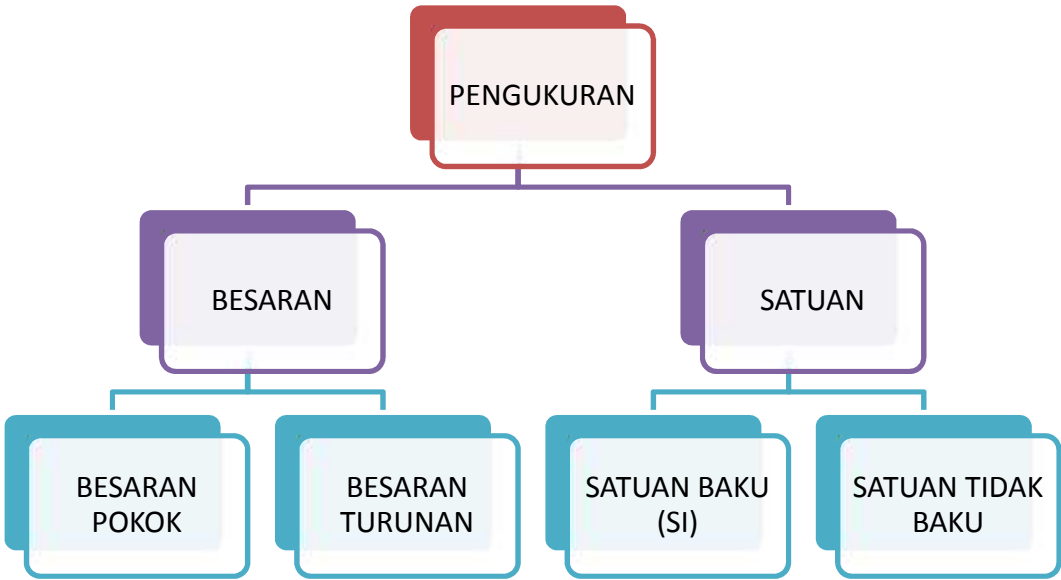 PENGUKURAN
BESARAN
SATUAN
BESARAN
POKOK
BESARAN
TURUNAN
SATUAN BAKU
(SI)
SATUAN TIDAK
BAKU